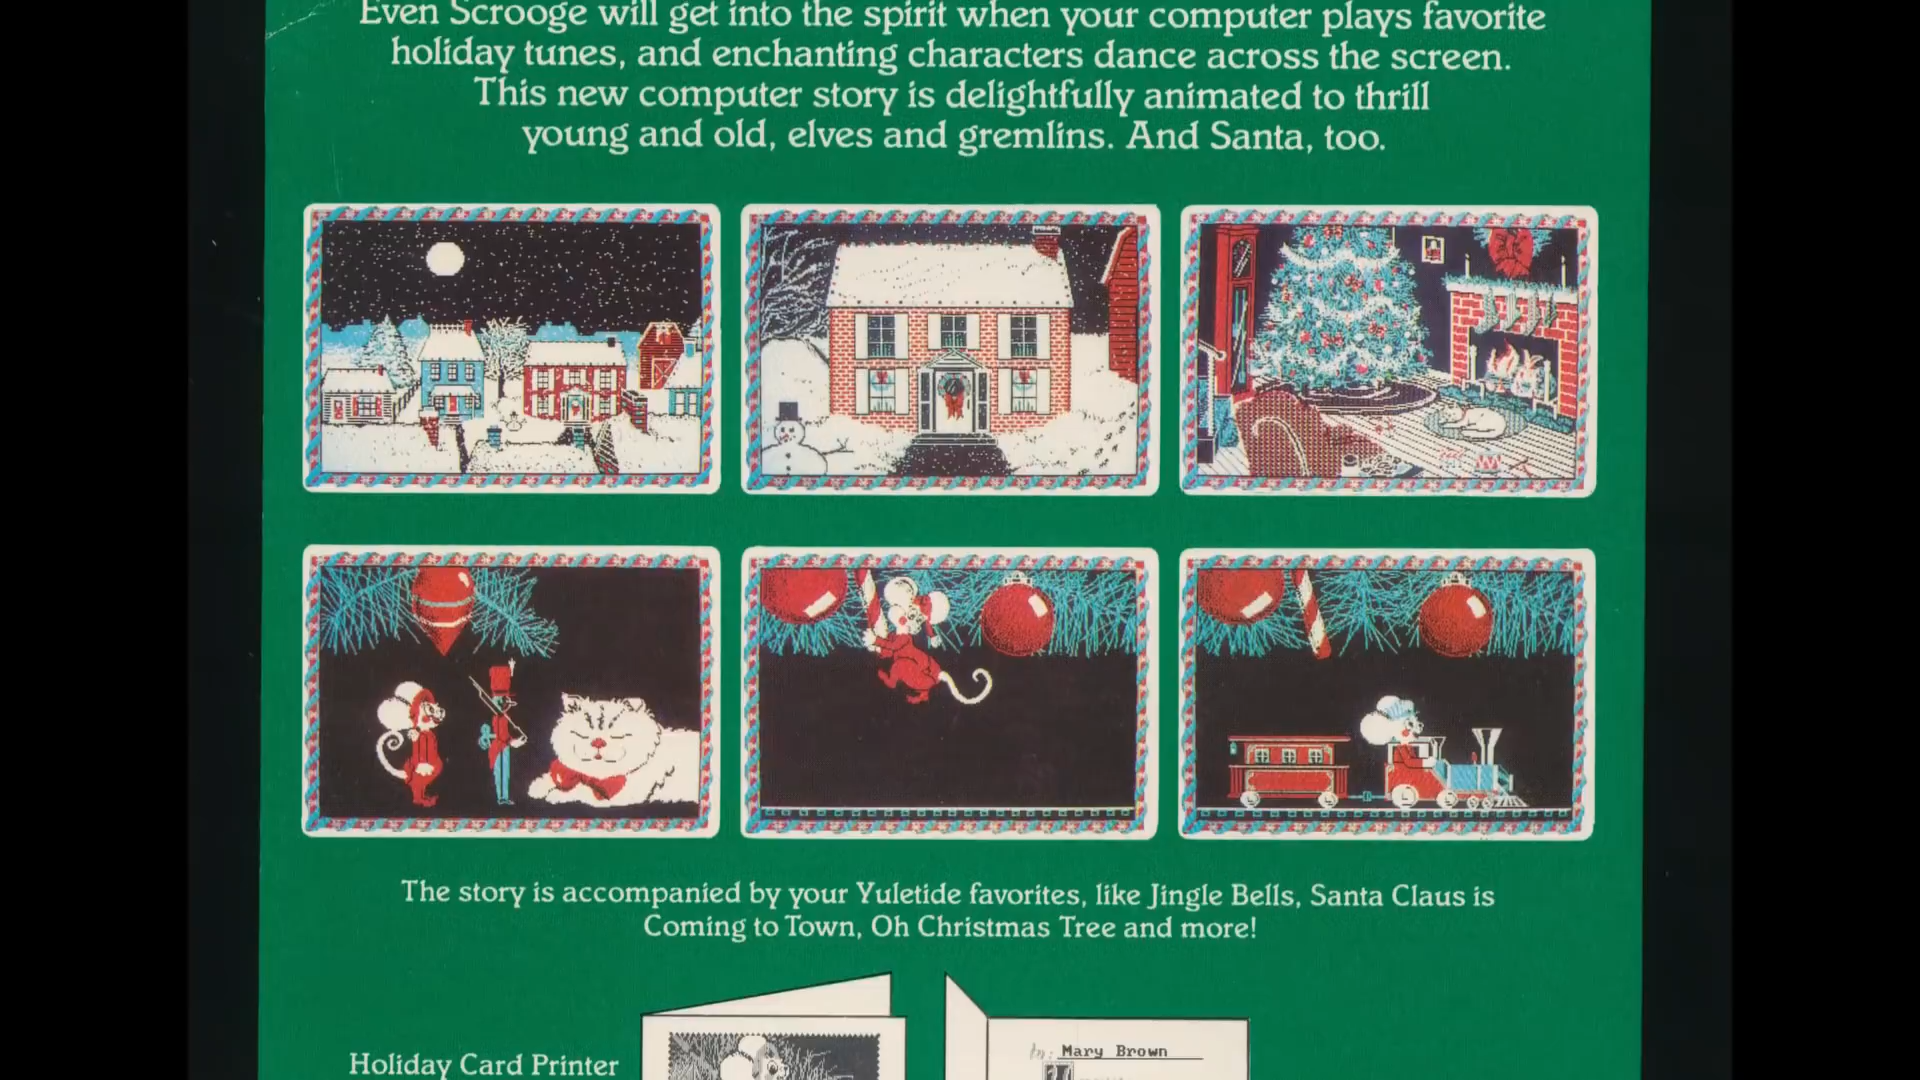 Even Scrooge will get into the spirit when your computer plays favorite
holiday tunes, and enchanting characters dance across the screen.
This new computer story is delightfully animated to thrill
young and old, elves and gremlins. And Santa, too.
The story is accompanied by your Yuletide favorites, like Jingle Bells, Santa Claus is
Coming to Town, Oh Christmas Tree and more!
Holiday Card Printer
by: Mary Brown